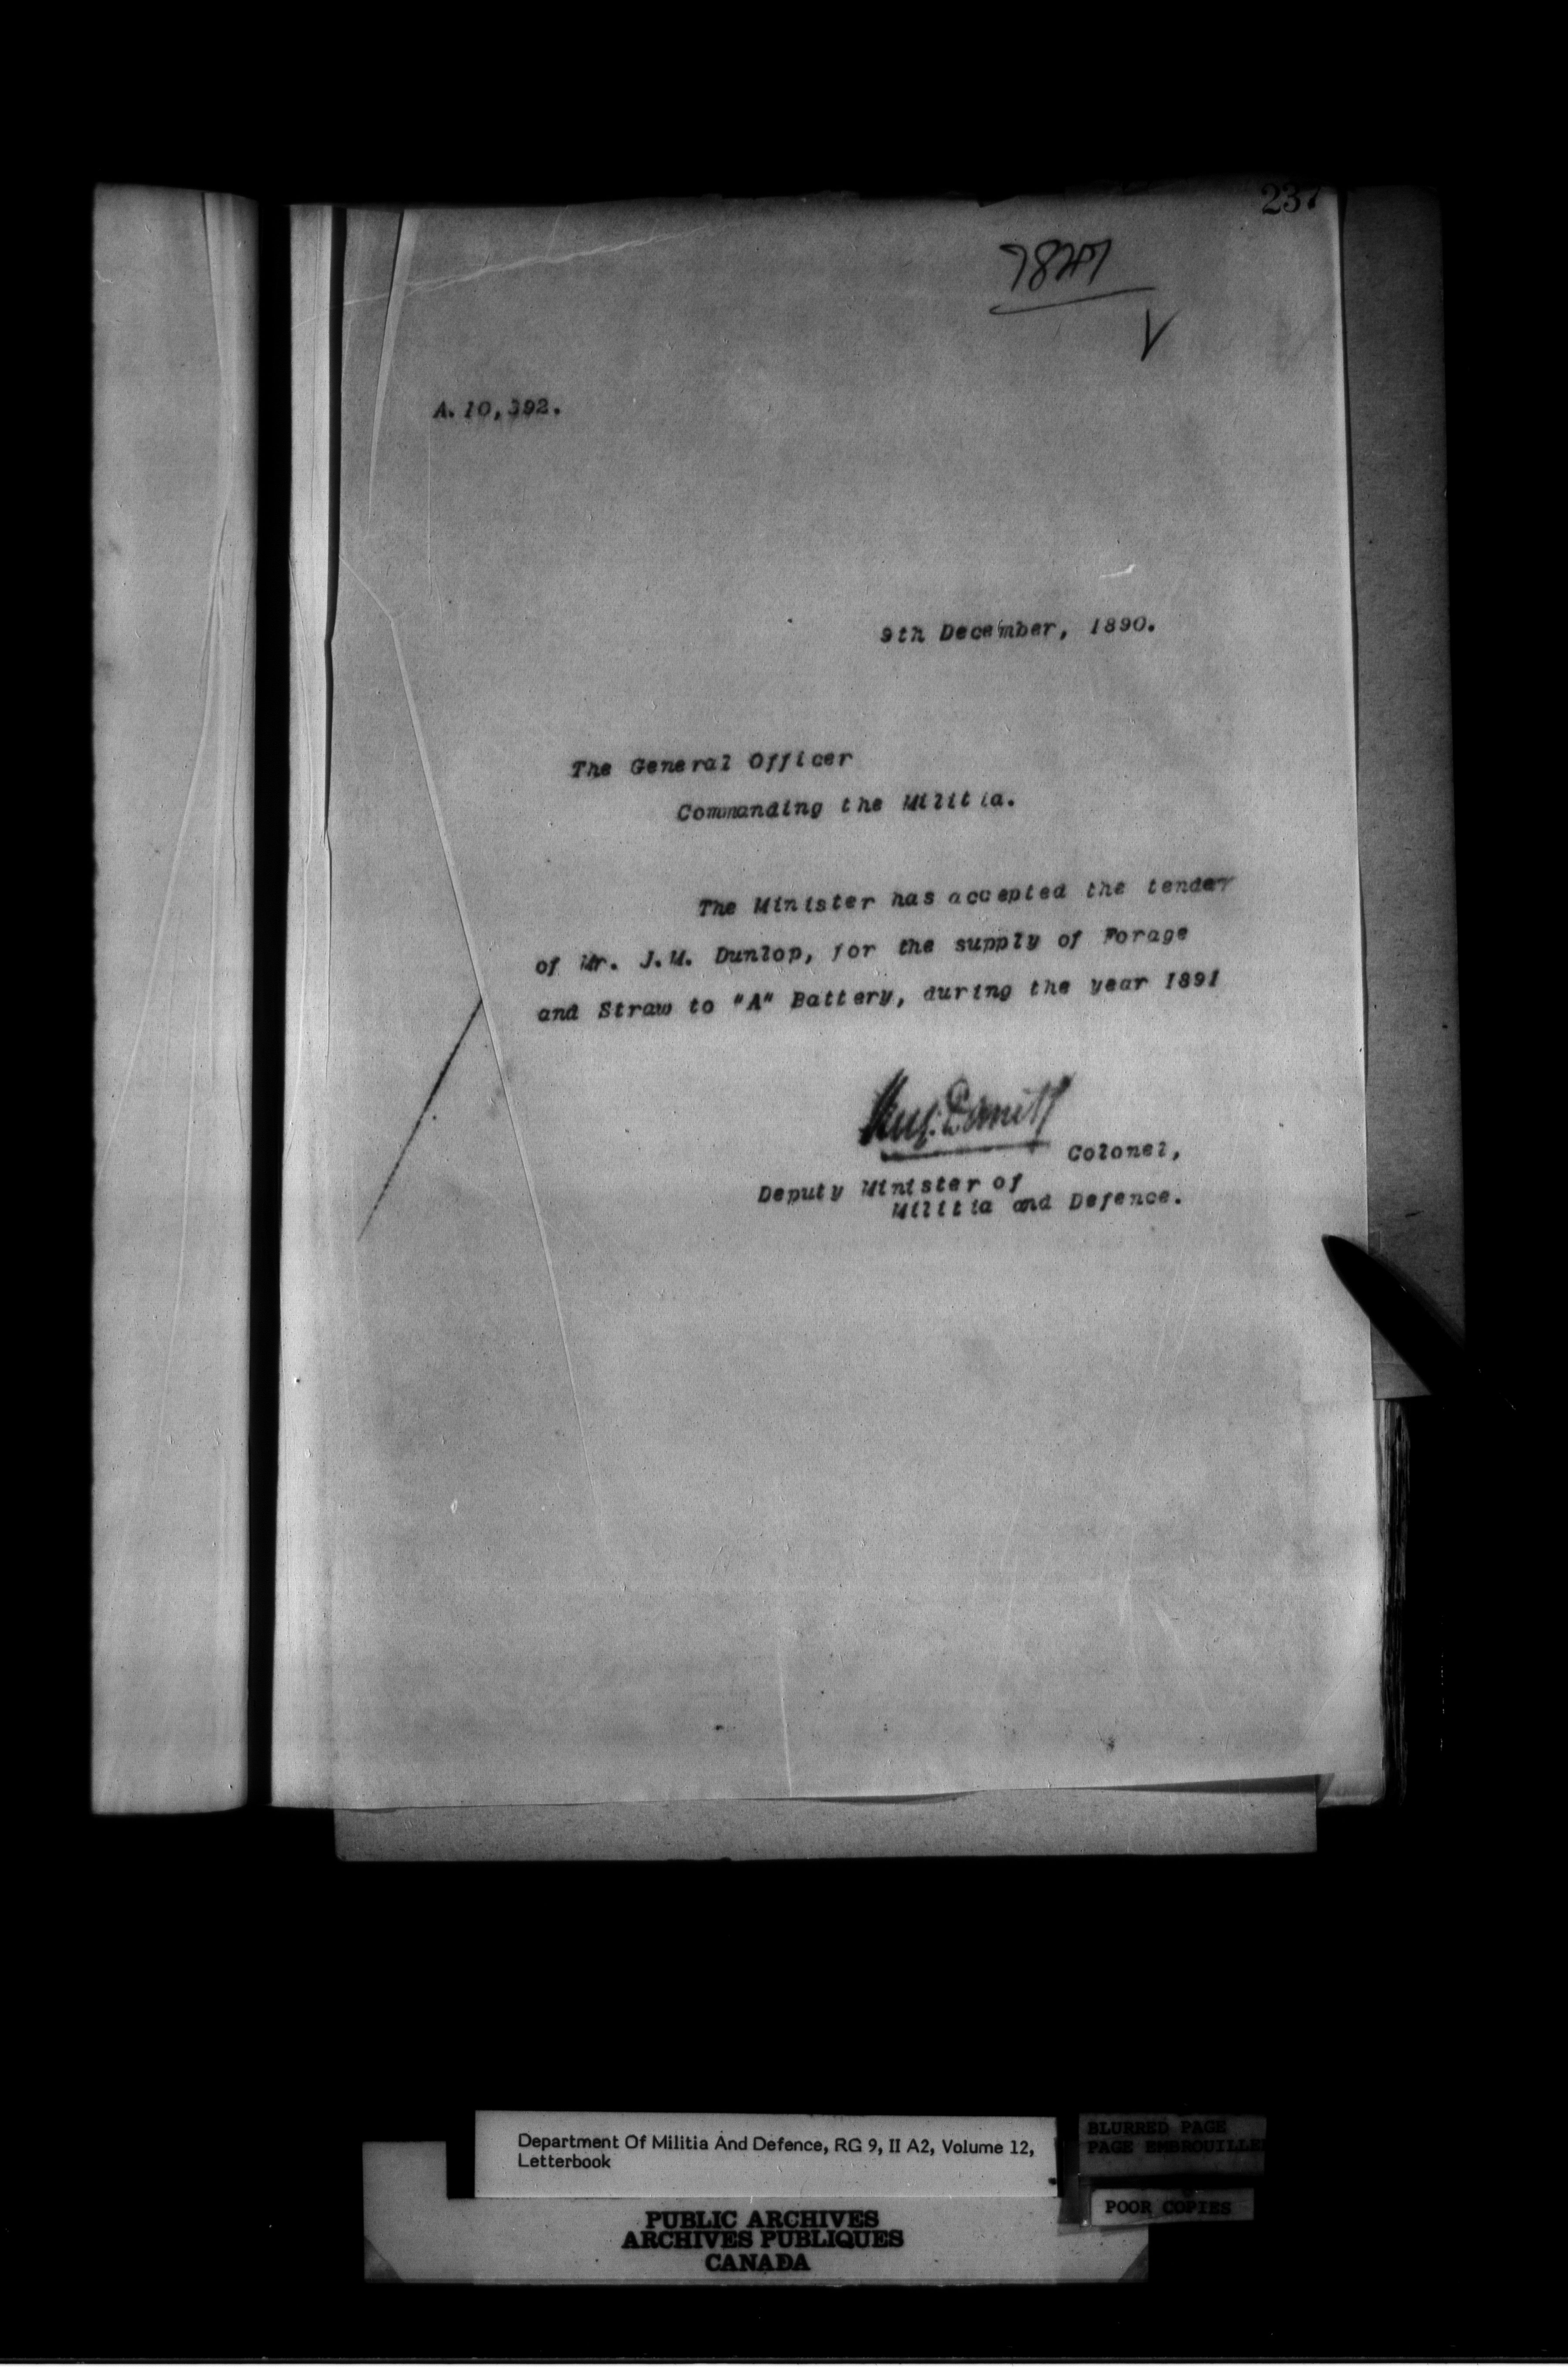 237
A. 10,392.
9th December, 1890.
The General Officer
Commanding the Militia.
The Minister has accepted the tender
of Mr. J.M. Dunlop, for the supply of Forage
and Straw to "A" Battery, during the year 1891
Colonel,
Deputy Minister of
Militia and Defence.
Department Of Militia And Defence, RG 9, II A2, Volume 12,
Letterbook
BLURRED PAGE
PAGE EMBROUILLE
POOR COPIES
PUBLIC ARCHIVES
ARCHIVES PUBLIQUES
CANADA